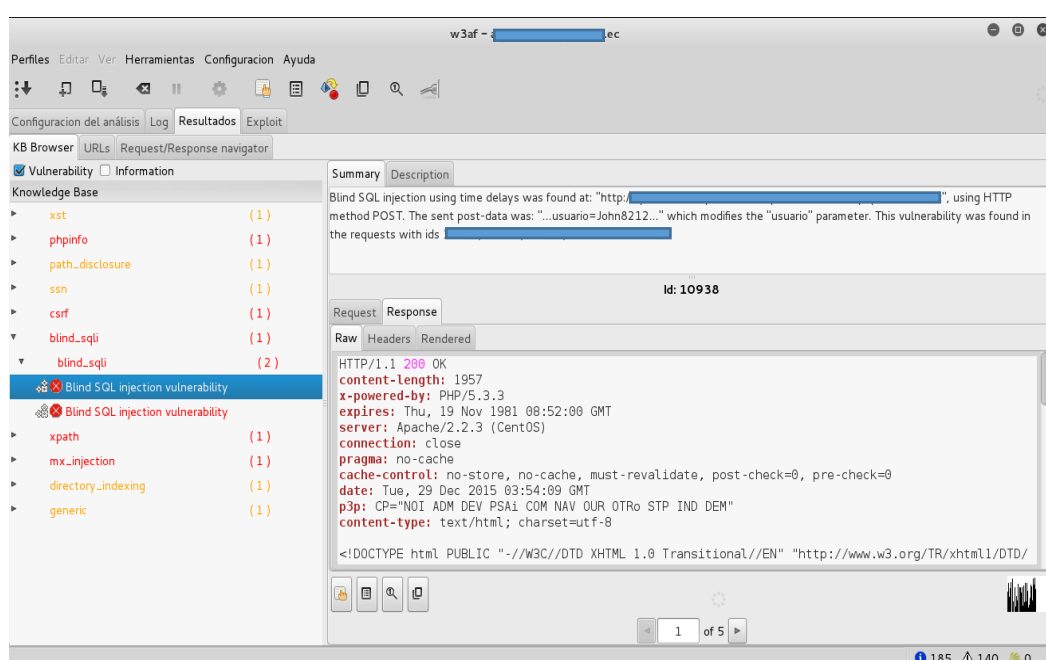 w3af - .ec
Perfiles Editar Ver Herramientas Configuracion Ayuda
Configuracion del análisis Log Resultados Exploit
KB Browser URLs Request/Response navigator
Vulnerability Information
Knowledge Base
xst (1)
phpinfo (1)
path_disclosure (1)
ssn (1)
csrf (1)
blind_sqli (1)
blind_sqli (2)
Blind SQL injection vulnerability
Blind SQL injection vulnerability
xpath (1)
mx_injection (1)
directory_indexing (1)
generic (1)
Summary Description
Blind SQL injection using time delays was found at: "http:/ ", using HTTP
method POST. The sent post-data was: "...usuario=John8212..." which modifies the "usuario" parameter. This vulnerability was found in
the requests with ids
Id: 10938
Request Response
Raw Headers Rendered
HTTP/1.1 200 OK
content-length: 1957
x-powered-by: PHP/5.3.3
expires: Thu, 19 Nov 1981 08:52:00 GMT
server: Apache/2.2.3 (CentOS)
connection: close
pragma: no-cache
cache-control: no-store, no-cache, must-revalidate, post-check=0, pre-check=0
date: Tue, 29 Dec 2015 03:54:09 GMT
p3p: CP="NOI ADM DEV PSAi COM NAV OUR OTRo STP IND DEM"
content-type: text/html; charset=utf-8
<!DOCTYPE html PUBLIC "-//W3C//DTD XHTML 1.0 Transitional//EN" "http://www.w3.org/TR/xhtml1/DTD/
1 of 5
185 140 0